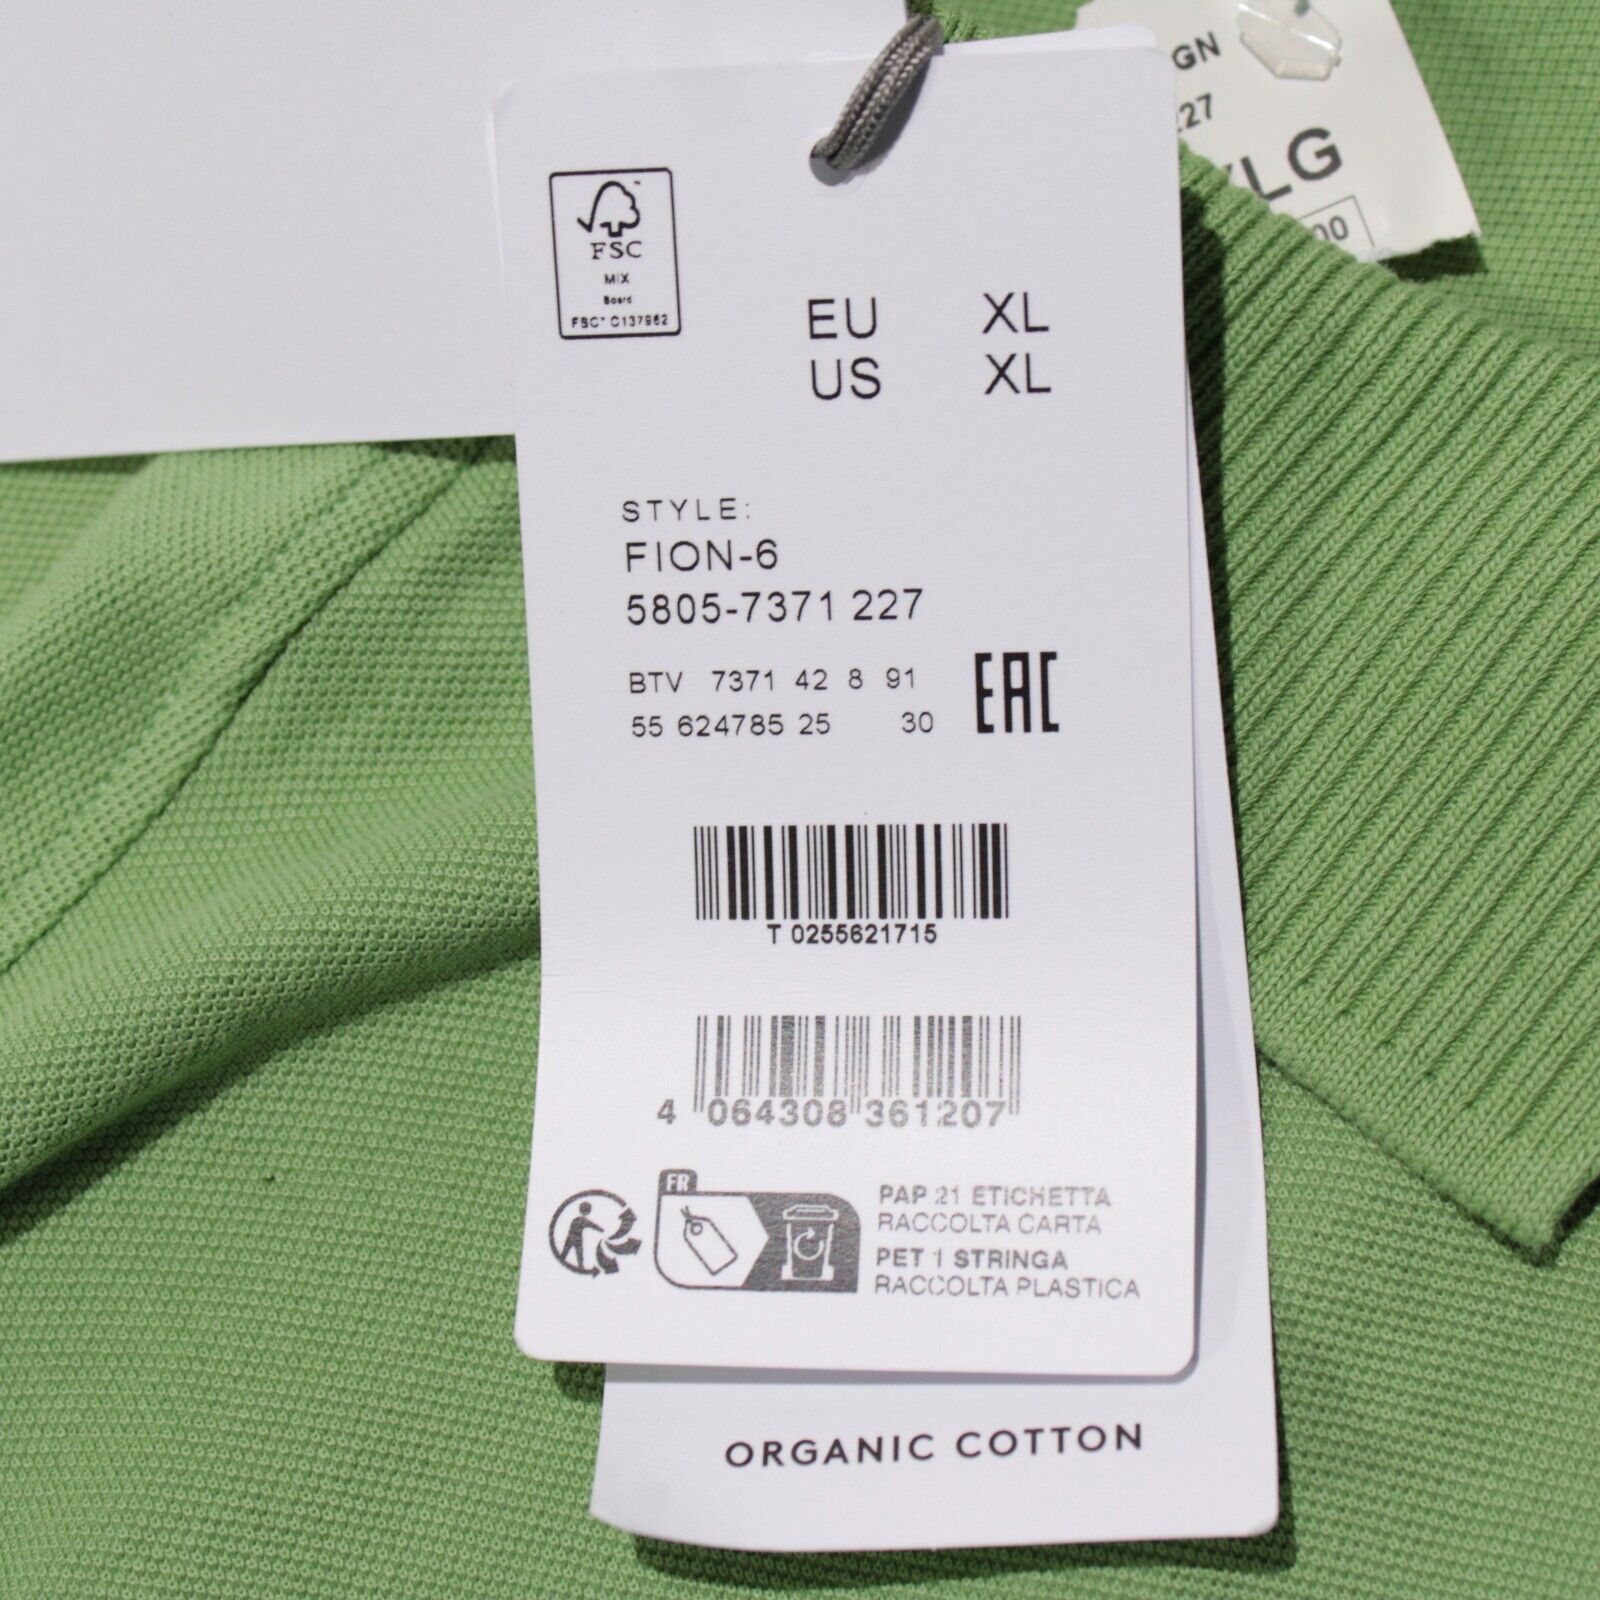 GN
227
XLG
00
FSC
MIX
Board
FSC® C137962
EU XL
US XL
STYLE:
FION-6
5805-7371 227
BTV 7371 42 8 91
55 624785 25 30
EAC
T 0255621715
4 064308 361207
FR
PAP 21 ETICHETTA
RACCOLTA CARTA
PET 1 STRINGA
RACCOLTA PLASTICA
ORGANIC COTTON